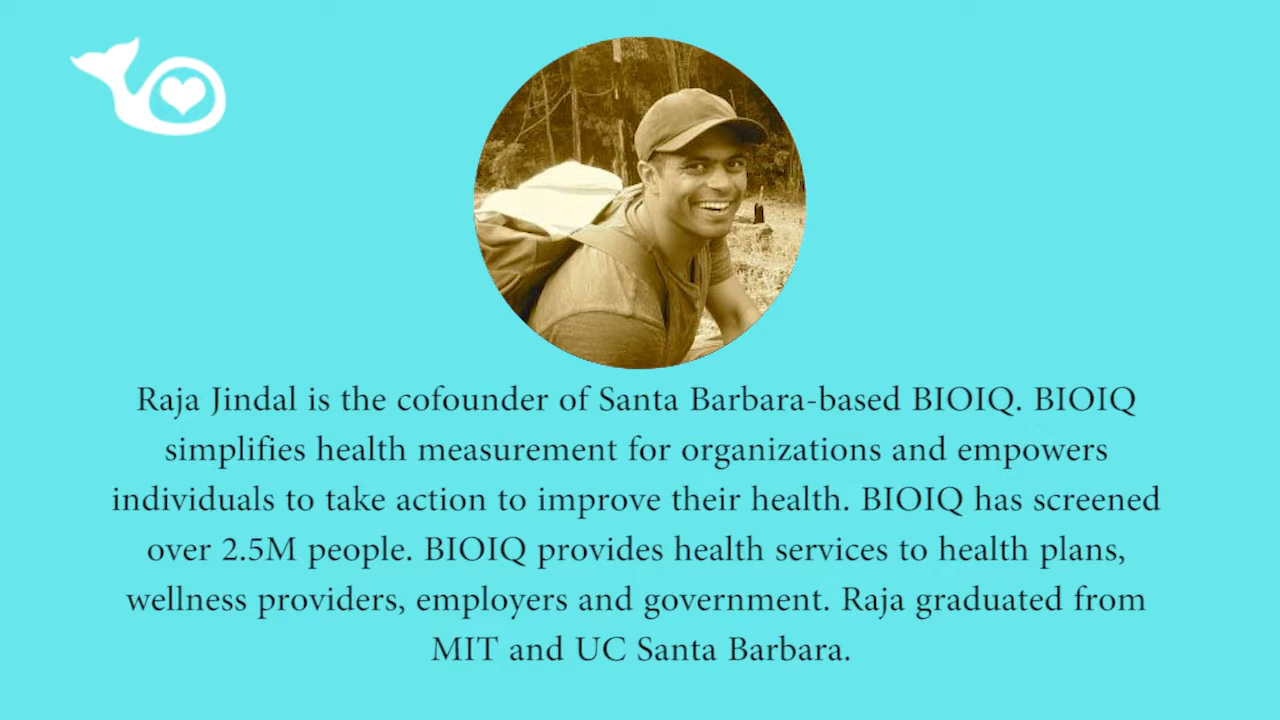 Raja Jindal is the cofounder of Santa Barbara-based BIOIQ. BIOIQ
simplifies health measurement for organizations and empowers
individuals to take action to improve their health. BIOIQ has screened
over 2.5M people. BIOIQ provides health services to health plans,
wellness providers, employers and government. Raja graduated from
MIT and UC Santa Barbara.